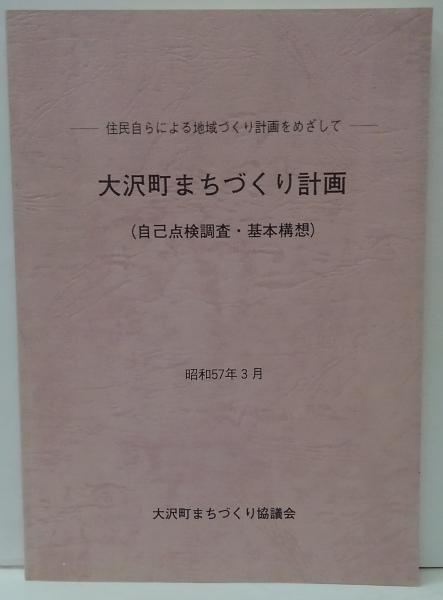 ── 住民自らによる地域づくり計画をめざして ──
大沢町まちづくり計画
(自己点検調査・基本構想)
昭和57年3月
大沢町まちづくり協議会